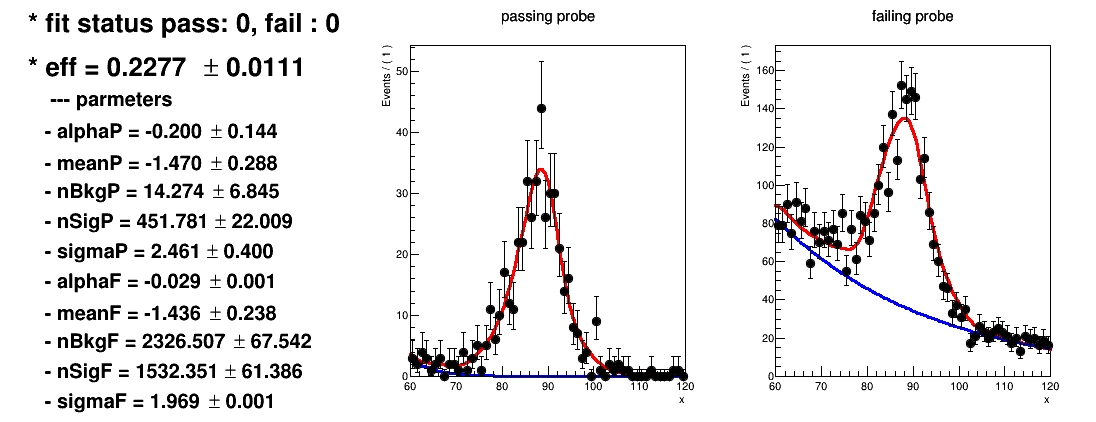 * fit status pass: 0, fail : 0
* eff = 0.2277 ± 0.0111
--- parmeters
- alphaP = -0.200 ± 0.144
- meanP = -1.470 ± 0.288
- nBkgP = 14.274 ± 6.845
- nSigP = 451.781 ± 22.009
- sigmaP = 2.461 ± 0.400
- alphaF = -0.029 ± 0.001
- meanF = -1.436 ± 0.238
- nBkgF = 2326.507 ± 67.542
- nSigF = 1532.351 ± 61.386
- sigmaF = 1.969 ± 0.001
passing probe
Events / ( 1 )
50
40
30
20
10
0
60 70 80 90 100 110 120
x
failing probe
Events / ( 1 )
160
140
120
100
80
60
40
20
0
60 70 80 90 100 110 120
x